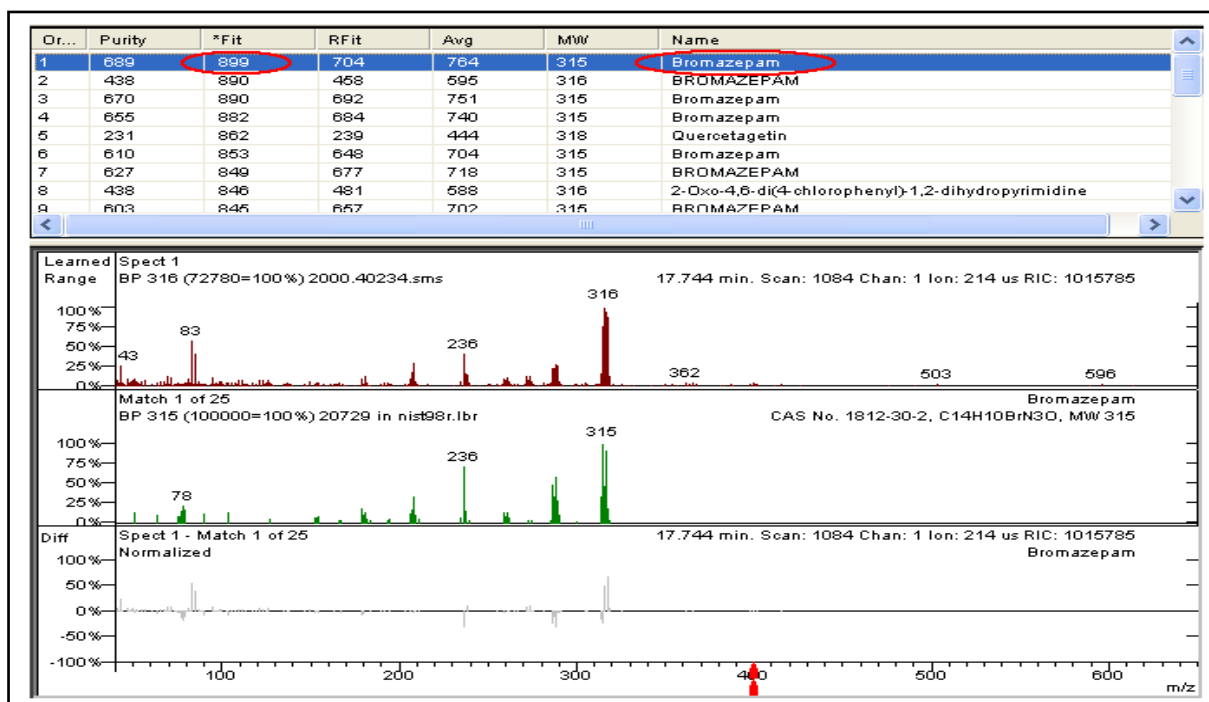 Or... Purity *Fit RFit Avg MW Name
1 689 899 704 764 315 Bromazepam
2 438 890 458 595 316 BROMAZEPAM
3 670 890 692 751 315 Bromazepam
4 655 882 684 740 315 Bromazepam
5 231 862 239 444 318 Quercetagetin
6 610 853 648 704 315 Bromazepam
7 627 849 677 718 315 BROMAZEPAM
8 438 846 481 588 316 2-Oxo-4,6-di(4-chlorophenyl)-1,2-dihydropyrimidine
9 603 845 657 702 315 BROMAZEPAM
Learned Spect 1
Range BP 316 (72780=100%) 2000.40234.sms 17.744 min. Scan: 1084 Chan: 1 Ion: 214 us RIC: 1015785
316
100%
75%
83
50%
236
43
25%
362 503 596
0%
Match 1 of 25 Bromazepam
BP 315 (100000=100%) 20729 in nist98r.lbr CAS No. 1812-30-2, C14H10BrN3O, MW 315
315
100%
236
75%
50%
78
25%
0%
Diff Spect 1 - Match 1 of 25 17.744 min. Scan: 1084 Chan: 1 Ion: 214 us RIC: 1015785
Normalized Bromazepam
100%
50%
0%
-50%
-100%
100 200 300 400 500 600
m/z